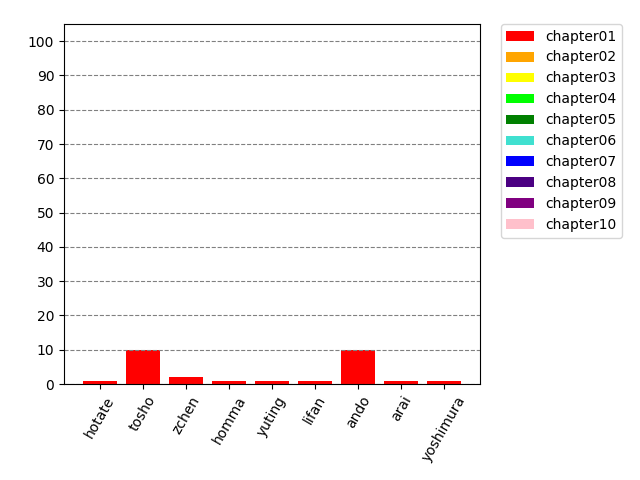 100
90
80
70
60
50
40
30
20
10
0
hotate
tosho
zchen
homma
yuting
lifan
ando
arai
yoshimura
chapter01
chapter02
chapter03
chapter04
chapter05
chapter06
chapter07
chapter08
chapter09
chapter10